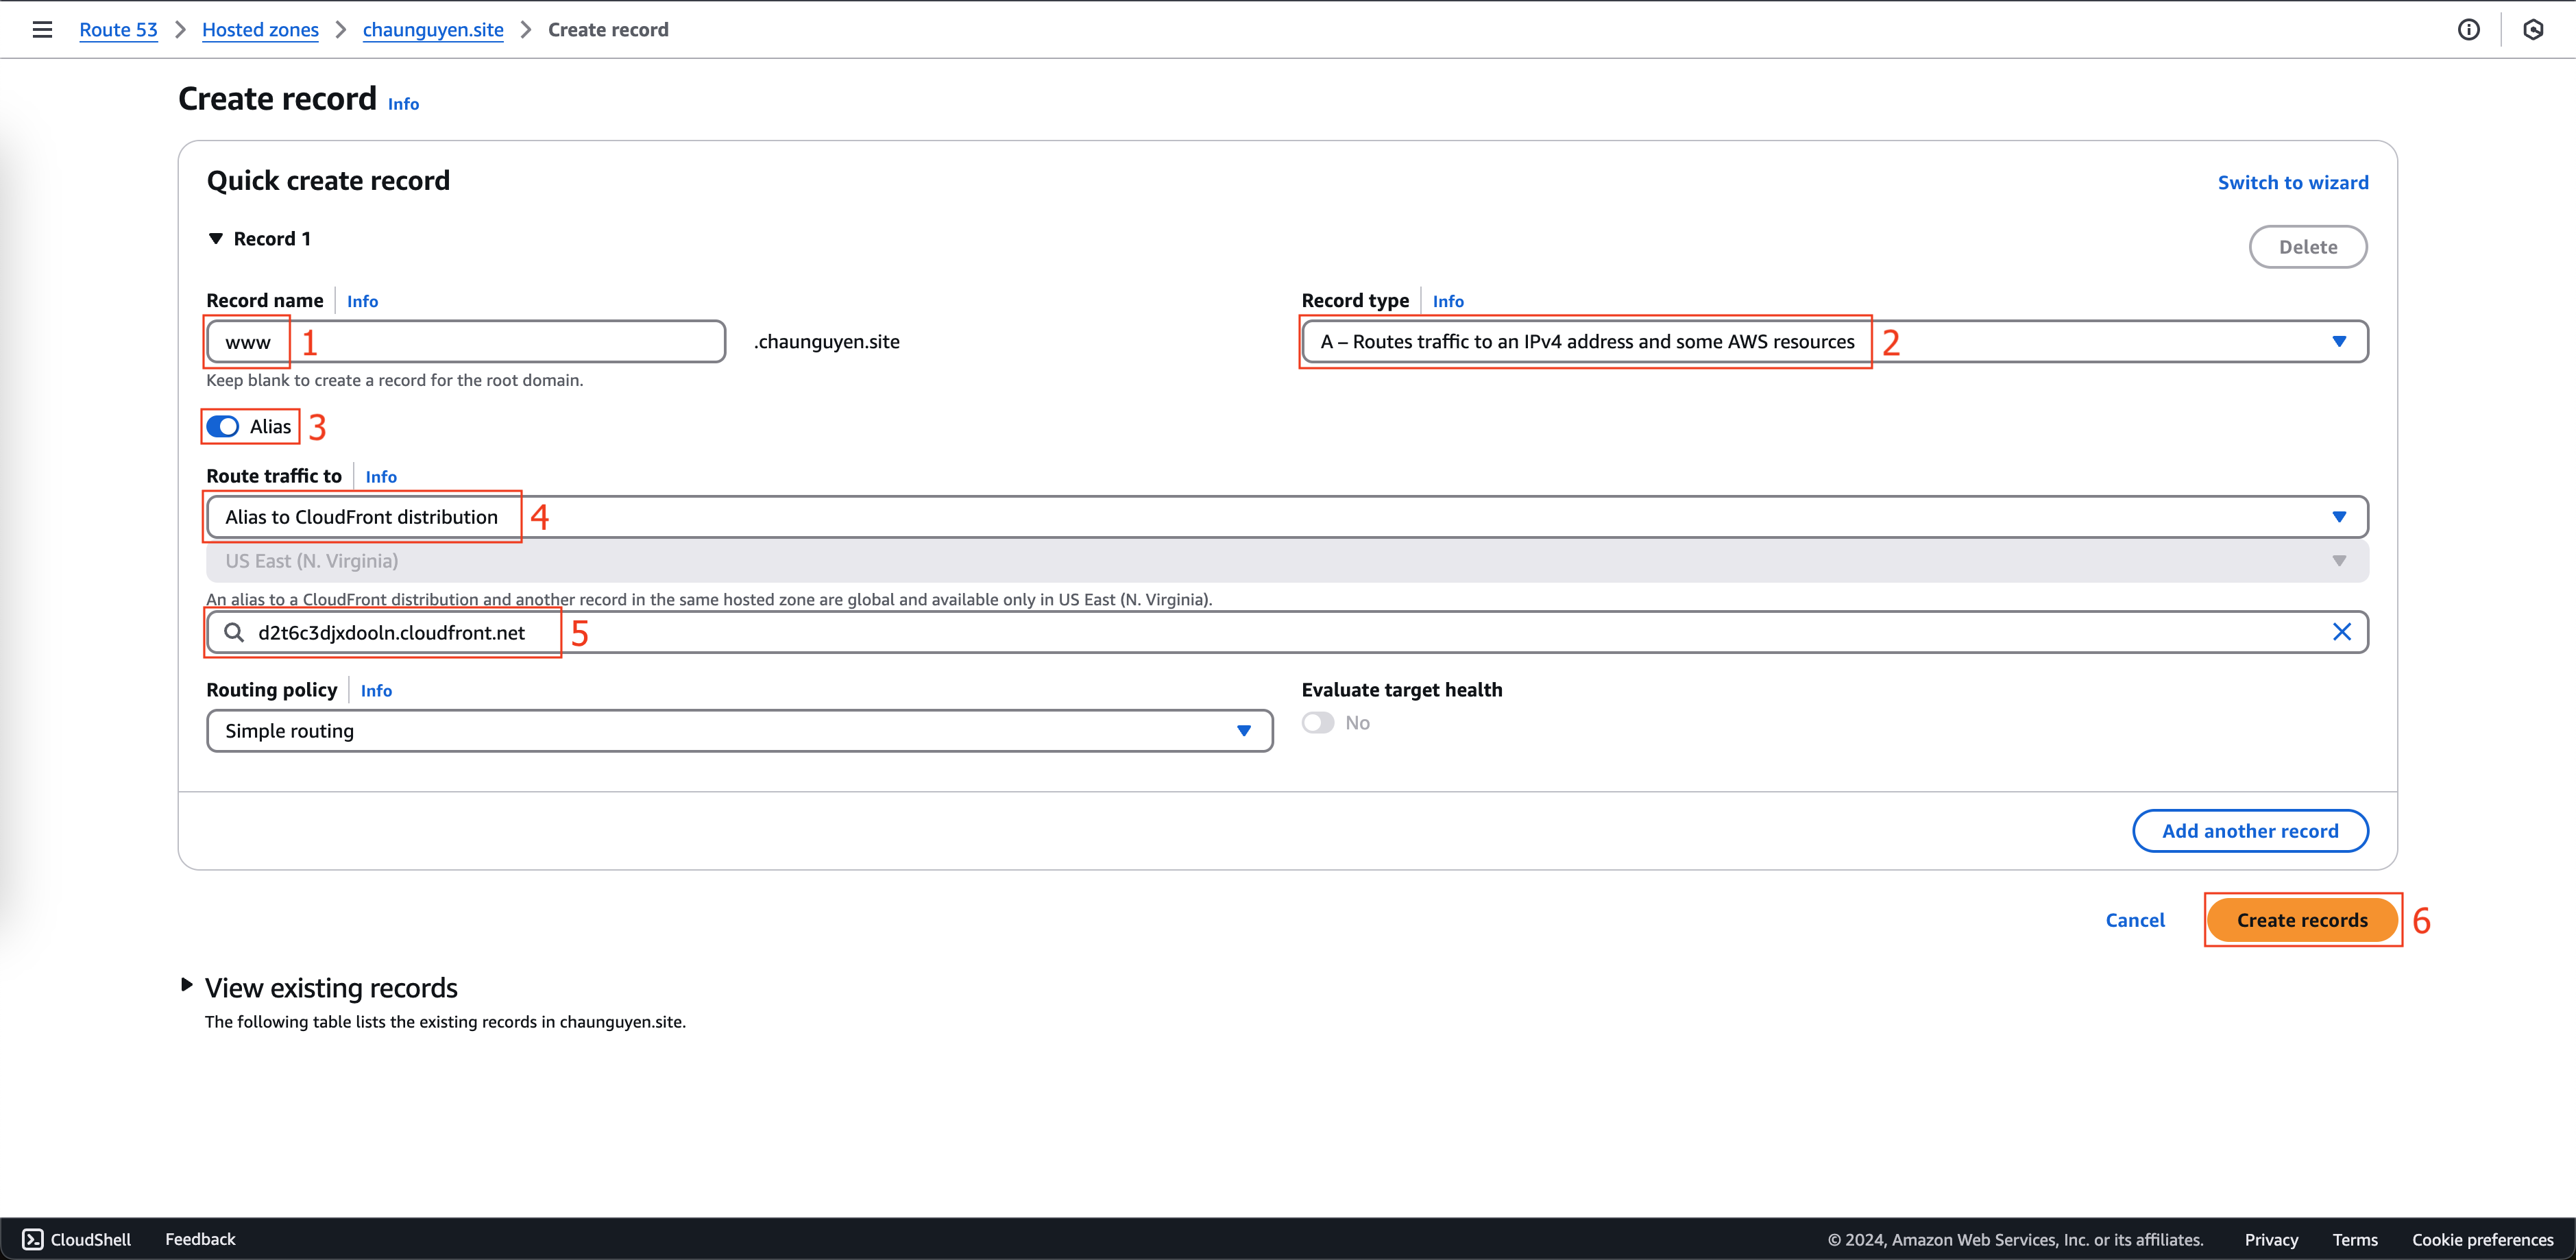 Route 53 > Hosted zones > chaunguyen.site > Create record
Create record Info
Quick create record
Switch to wizard
Record 1
Delete
Record name Info
www 1 .chaunguyen.site
Keep blank to create a record for the root domain.
Record type Info
A – Routes traffic to an IPv4 address and some AWS resources 2
Alias 3
Route traffic to Info
Alias to CloudFront distribution 4
US East (N. Virginia)
An alias to a CloudFront distribution and another record in the same hosted zone are global and available only in US East (N. Virginia).
d2t6c3djxdooln.cloudfront.net 5
Routing policy Info
Simple routing
Evaluate target health
No
Add another record
Cancel
Create records 6
View existing records
The following table lists the existing records in chaunguyen.site.
CloudShell Feedback © 2024, Amazon Web Services, Inc. or its affiliates. Privacy Terms Cookie preferences